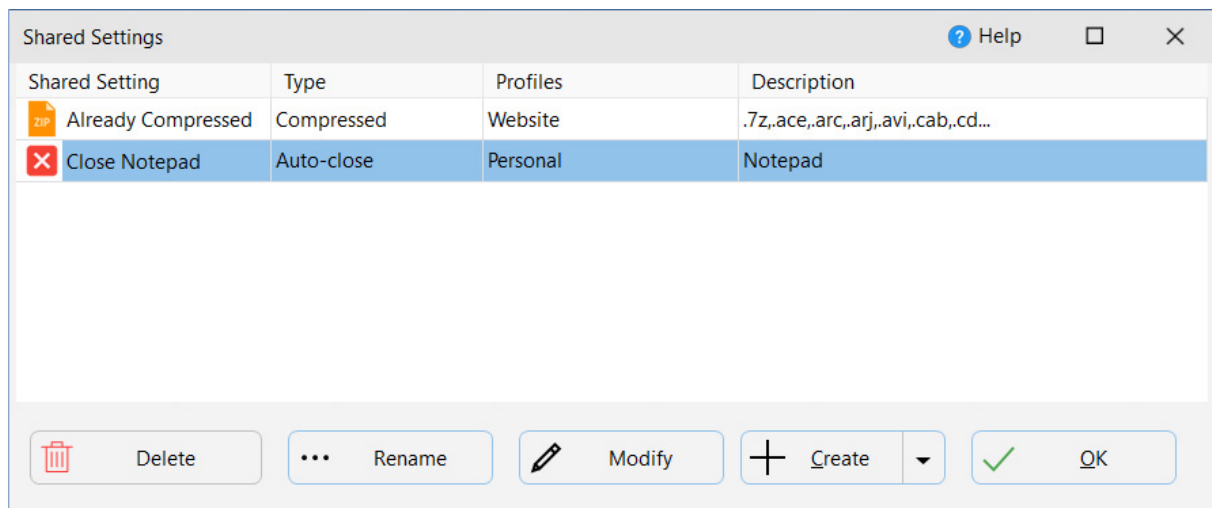 Shared Settings ? Help
Shared Setting Type Profiles Description
ZIP Already Compressed Compressed Website .7z,.ace,.arc,.arj,.avi,.cab,.cd...
Close Notepad Auto-close Personal Notepad
Delete ••• Rename Modify Create OK